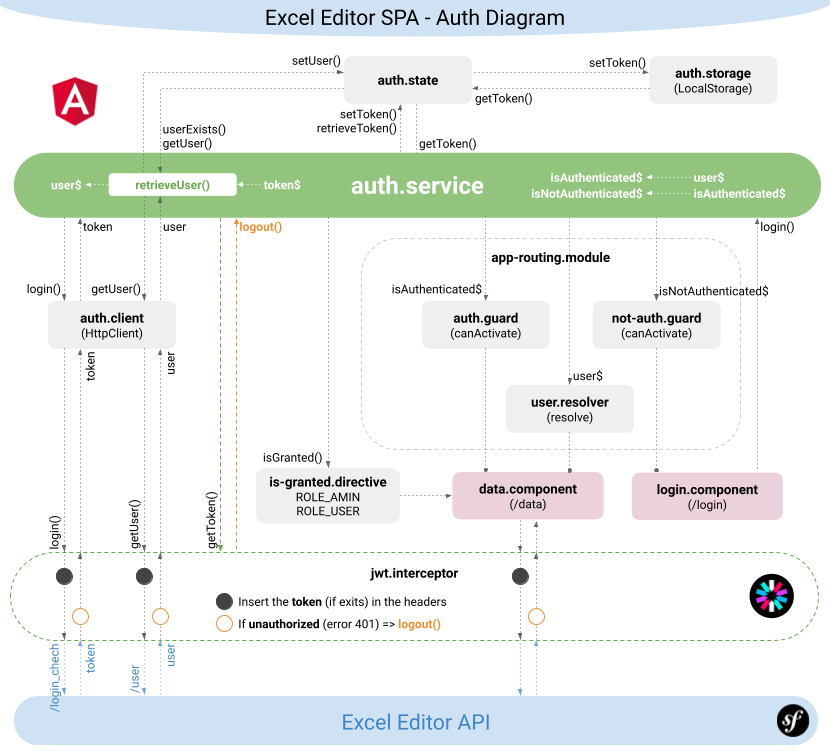 Excel Editor SPA - Auth Diagram
setUser()
auth.state
setToken()
auth.storage
(LocalStorage)
getToken()
setToken()
retrieveToken()
getToken()
userExists()
getUser()
user$
retrieveUser()
token$
auth.service
isAuthenticated$
user$
isNotAuthenticated$
isAuthenticated$
token
user
logout()
login()
app-routing.module
login()
getUser()
isAuthenticated$
isNotAuthenticated$
auth.client
(HttpClient)
auth.guard
(canActivate)
not-auth.guard
(canActivate)
token
user
user$
user.resolver
(resolve)
isGranted()
is-granted.directive
ROLE_AMIN
ROLE_USER
data.component
(/data)
login.component
(/login)
login()
getUser()
getToken()
jwt.interceptor
Insert the token (if exits) in the headers
If unauthorized (error 401) => logout()
/login_chech
token
/user
user
Excel Editor API